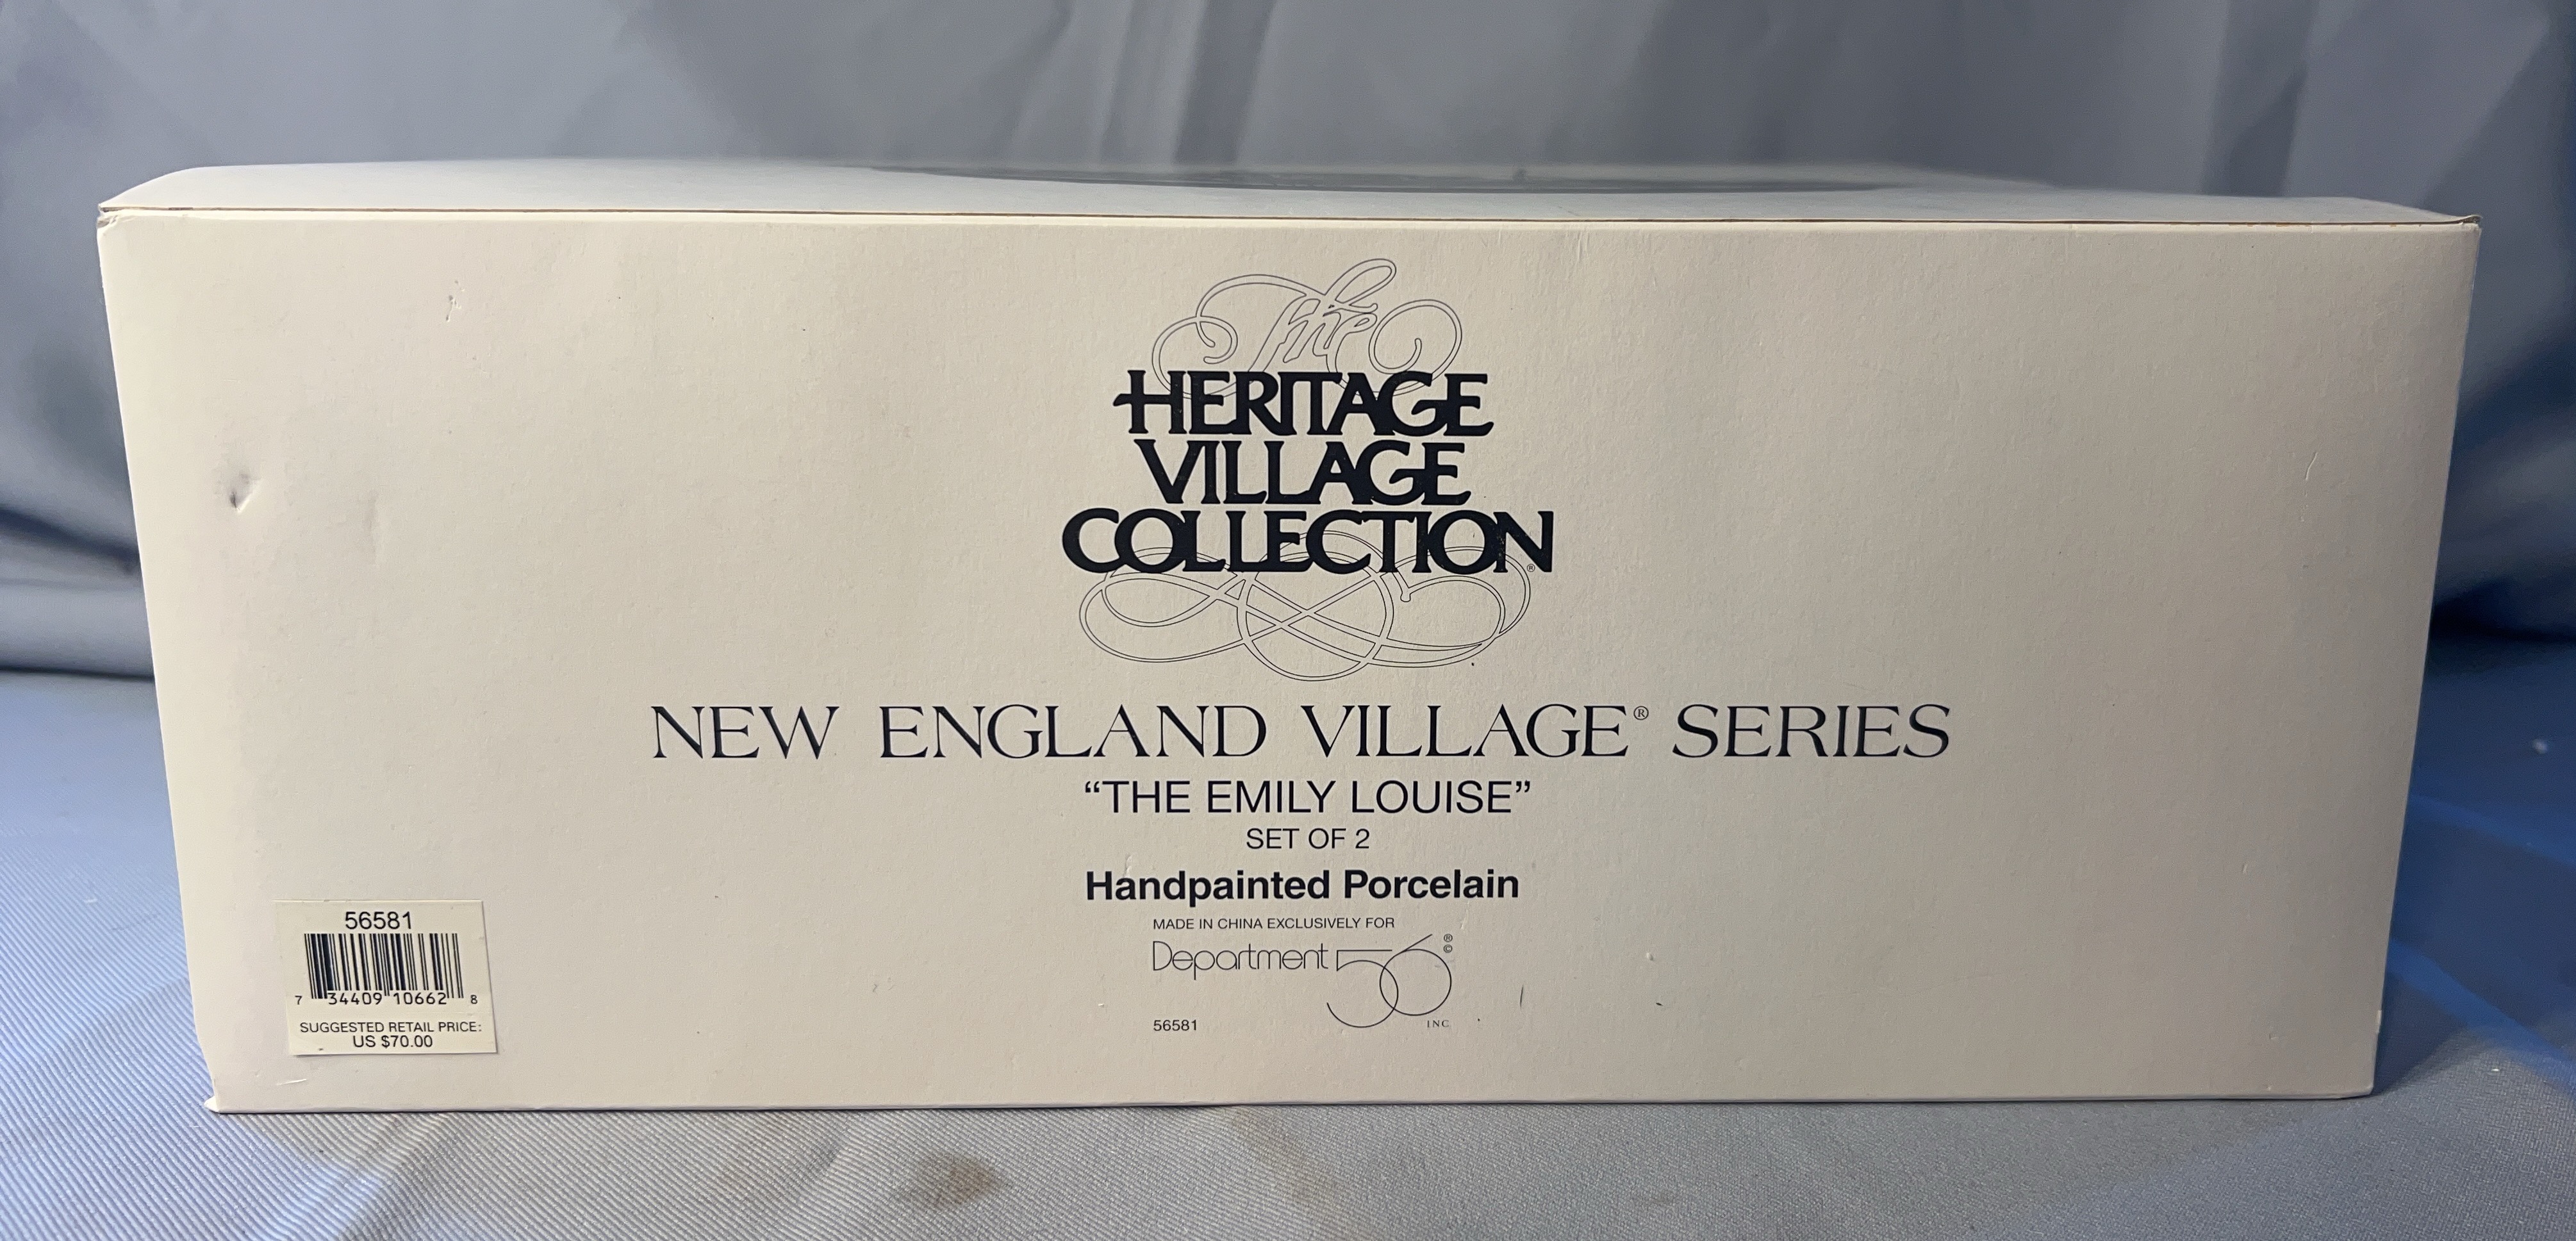 The
HERITAGE
VILLAGE
COLLECTION®
NEW ENGLAND VILLAGE® SERIES
“THE EMILY LOUISE”
SET OF 2
Handpainted Porcelain
MADE IN CHINA EXCLUSIVELY FOR
Department 56 ® ©
INC.
56581
56581
7 34409 10662 8
SUGGESTED RETAIL PRICE:
US $70.00